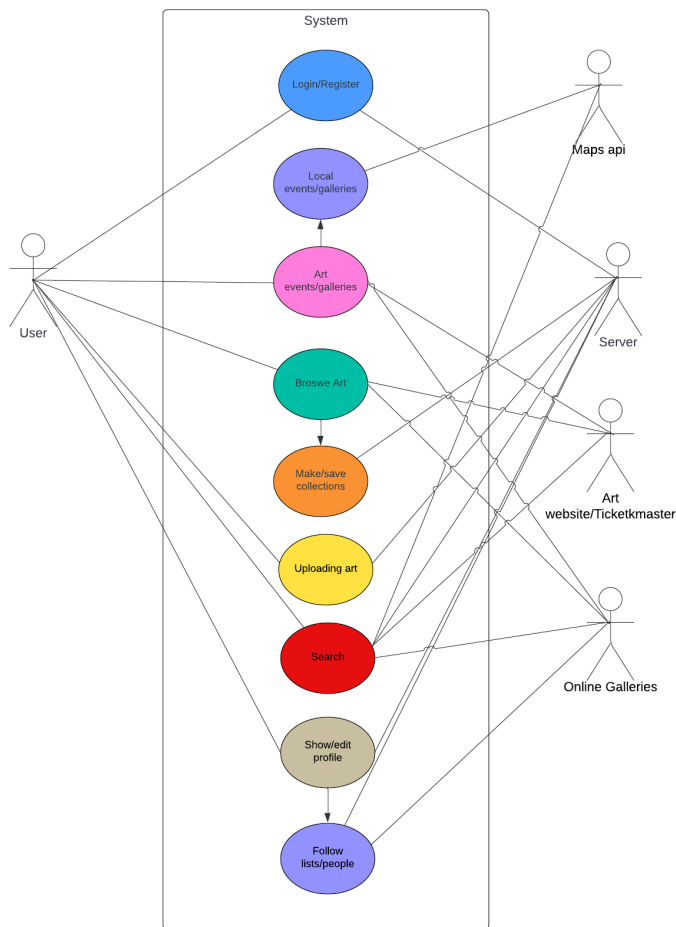 System
Login/Register
Maps api
Local
events/galleries
Art
events/galleries
User
Server
Broswe Art
Make/save
collections
Art
website/Ticketkmaster
Uploading art
Search
Online Galleries
Show/edit
profile
Follow
lists/people